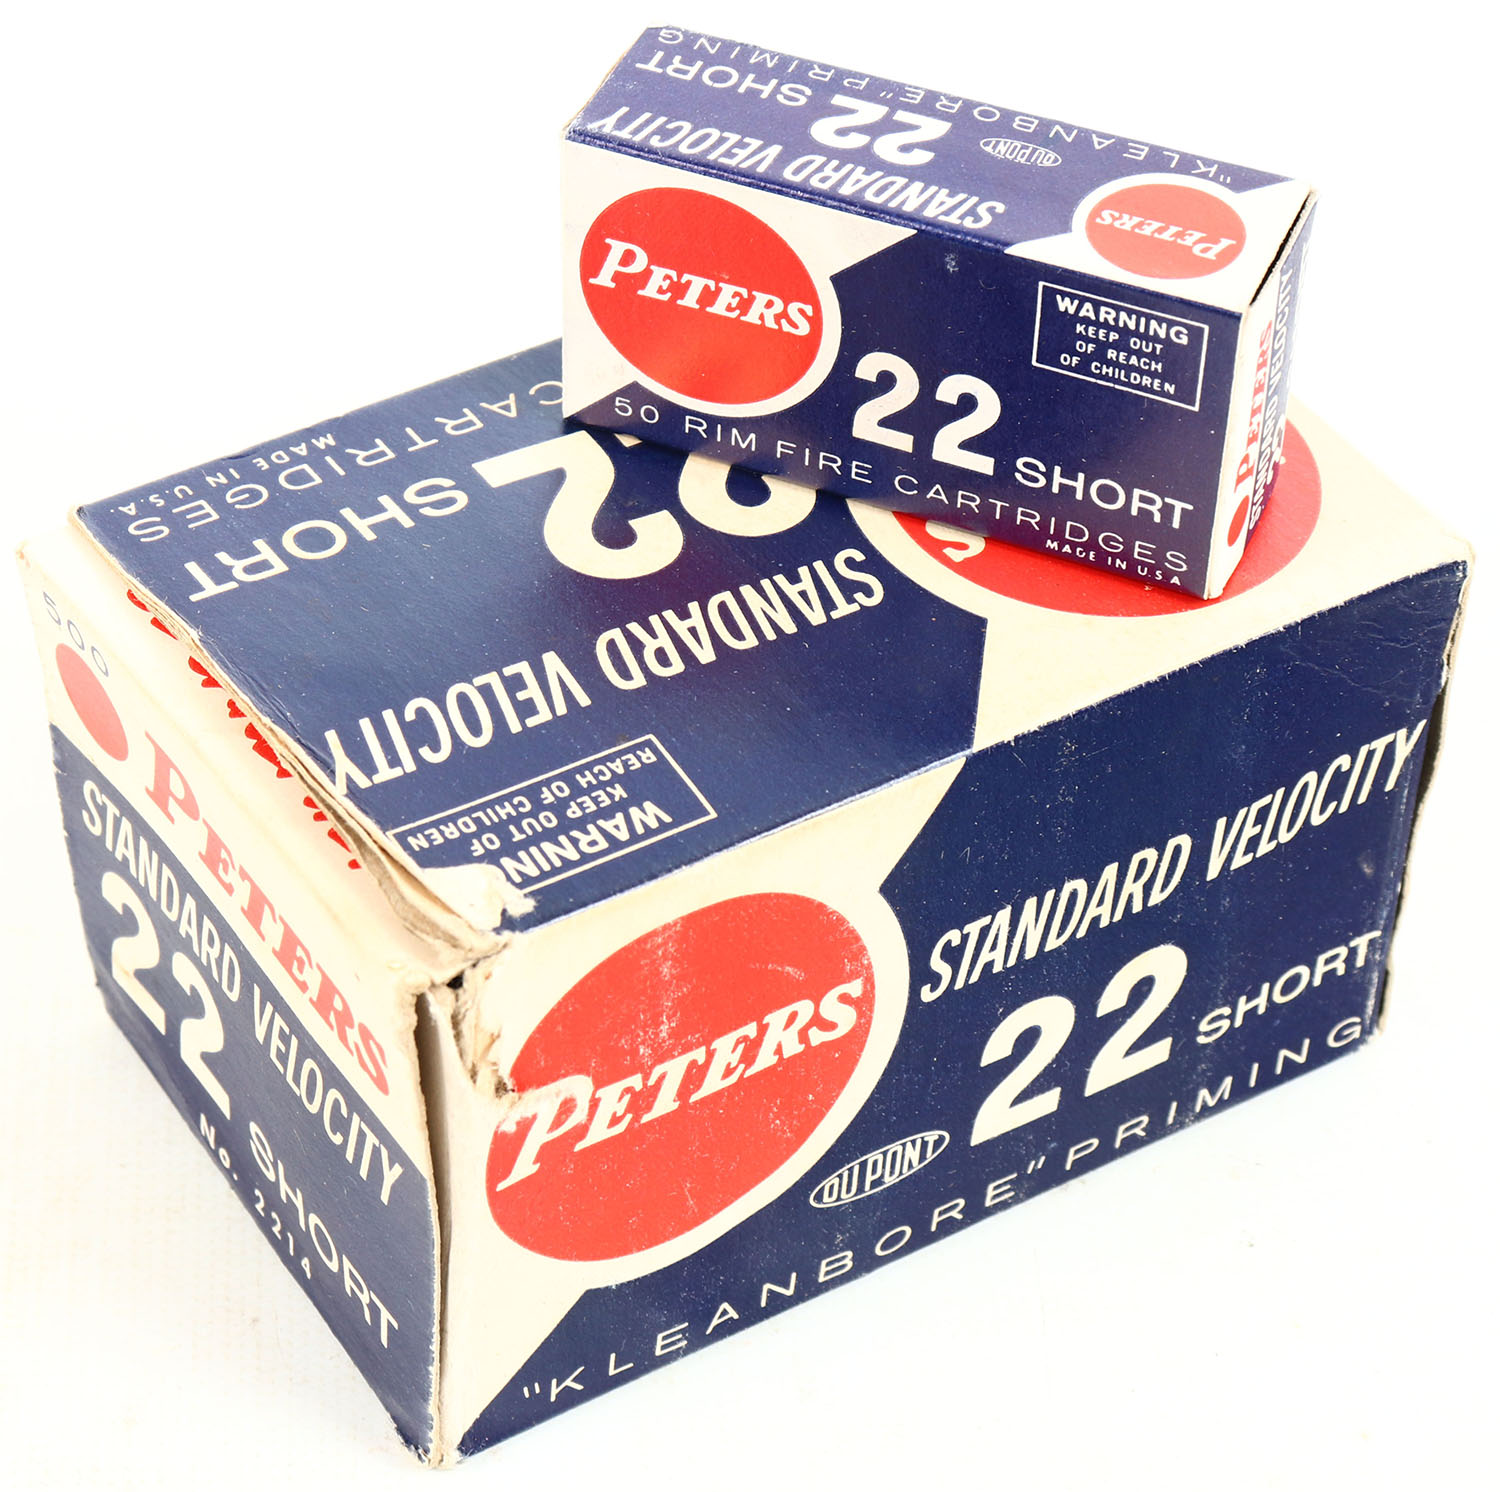 "KLEANBORE" PRIMING
22 SHORT
STANDARD VELOCITY
DU PONT
PETERS
PETERS
WARNING
KEEP OUT
OF REACH
OF CHILDREN
22 SHORT
50 RIM FIRE CARTRIDGES
MADE IN U.S.A
PETERS
STANDARD VELOCITY
CARTRIDGES
MADE IN U.S.A.
22 SHORT
STANDARD VELOCITY
WARNING
KEEP OUT OF
REACH OF CHILDREN
S
500
PETERS
STANDARD VELOCITY
22 SHORT
No. 2214
PETERS
STANDARD VELOCITY
22 SHORT
DU PONT
"KLEANBORE" PRIMING